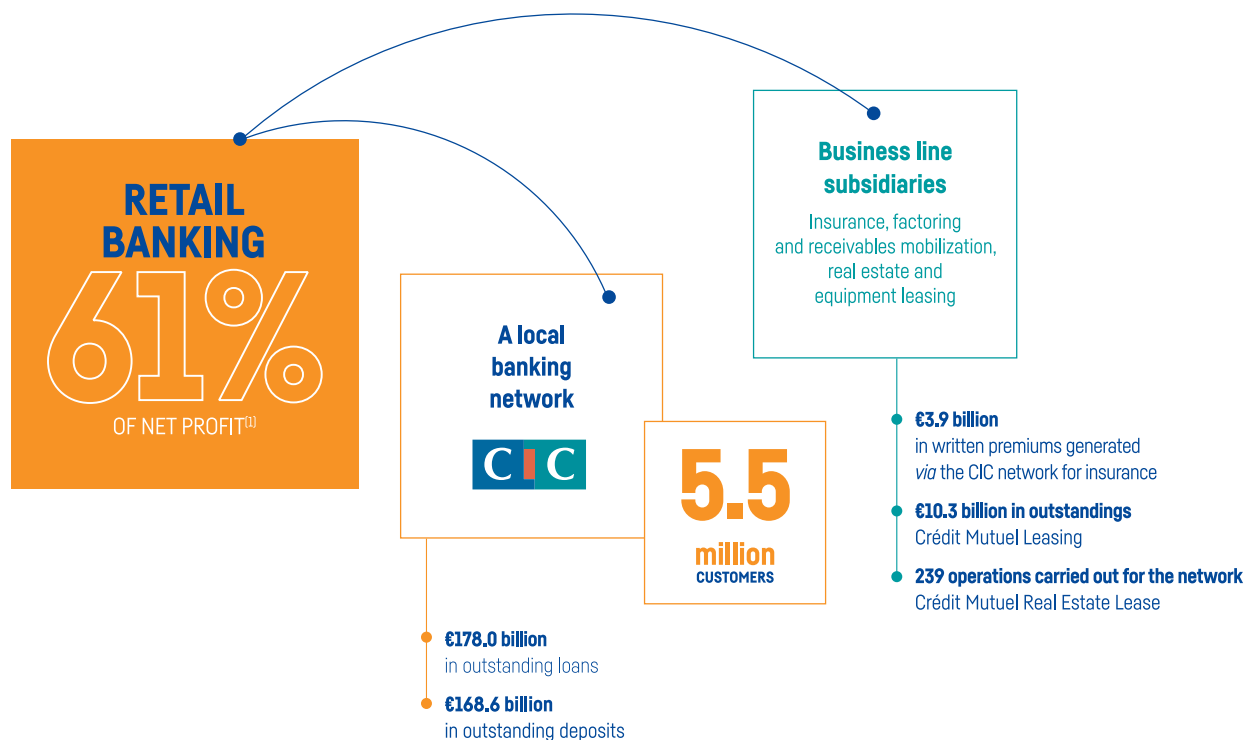 RETAIL
BANKING
61%
OF NET PROFIT[1]
A local
banking
network
CIC
5.5
million
CUSTOMERS
€178.0 billion
in outstanding loans
€168.6 billion
in outstanding deposits
Business line
subsidiaries
Insurance, factoring
and receivables mobilization,
real estate and
equipment leasing
€3.9 billion
in written premiums generated
via the CIC network for insurance
€10.3 billion in outstandings
Crédit Mutuel Leasing
239 operations carried out for the network
Crédit Mutuel Real Estate Lease